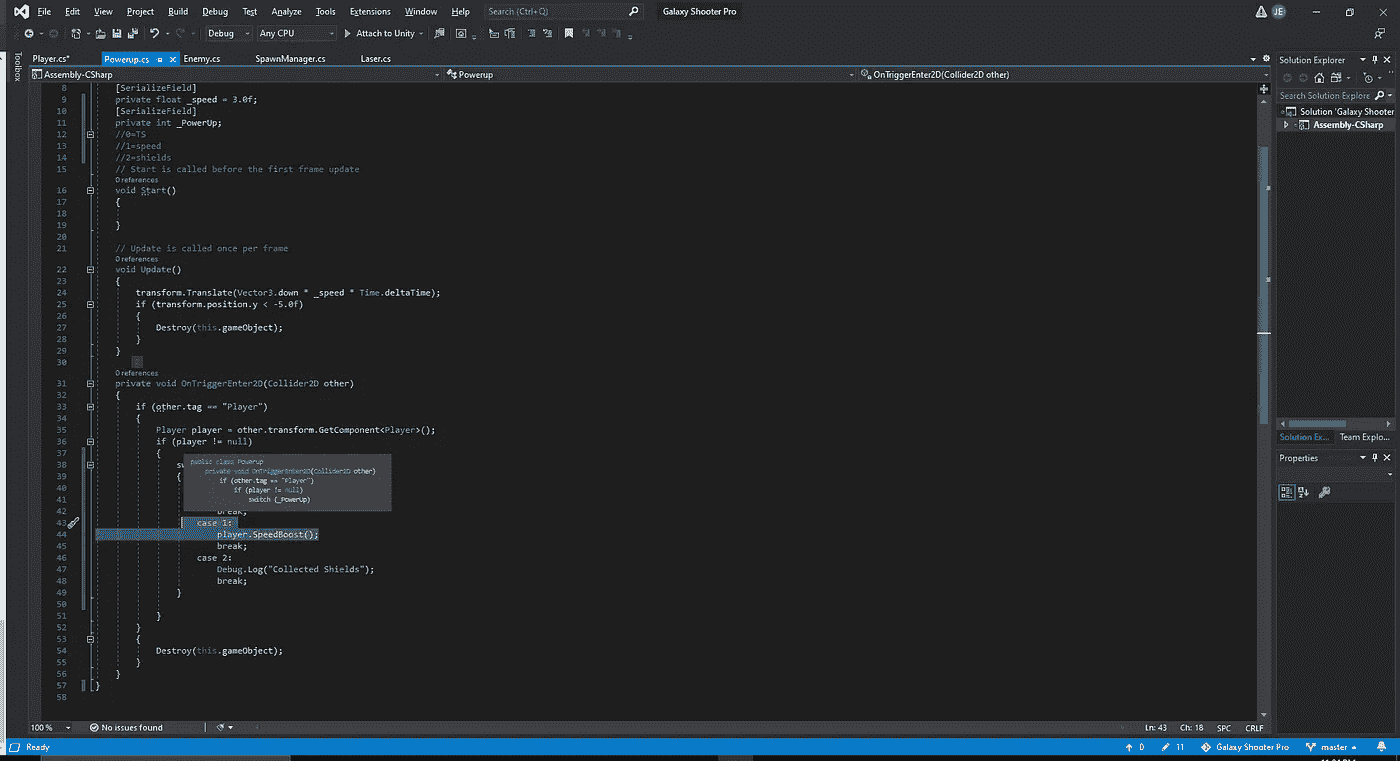 File Edit View Project Build Debug Test Analyze Tools Extensions Window Help Search (Ctrl+Q) Galaxy Shooter Pro JE
Debug Any CPU Attach to Unity
Toolbox
Player.cs* Powerup.cs Enemy.cs SpawnManager.cs Laser.cs
Assembly-CSharp Powerup OnTriggerEnter2D(Collider2D other)
8 [SerializeField]
9 private float _speed = 3.0f;
10 [SerializeField]
11 private int _PowerUp;
12 //0=TS
13 //1=speed
14 //2=shields
15 // Start is called before the first frame update
0 references
16 void Start()
17 {
18
19 }
20
21 // Update is called once per frame
0 references
22 void Update()
23 {
24 transform.Translate(Vector3.down * _speed * Time.deltaTime);
25 if (transform.position.y < -5.0f)
26 {
27 Destroy(this.gameObject);
28 }
29 }
30
0 references
31 private void OnTriggerEnter2D(Collider2D other)
32 {
33 if (other.tag == "Player")
34 {
35 Player player = other.transform.GetComponent<Player>();
36 if (player != null)
37 {
38
39 {
40
41
42 break;
43 case 1:
44 player.SpeedBoost();
45 break;
46 case 2:
47 Debug.Log("Collected Shields");
48 break;
49 }
50
51 }
52 }
53 {
54 Destroy(this.gameObject);
55 }
56 }
57 }
58
public class Powerup
private void OnTriggerEnter2D(Collider2D other)
if (other.tag == "Player")
if (player != null)
switch (_PowerUp)
Solution Explorer
Search Solution Explore
Solution 'Galaxy Shooter
Assembly-CSharp
Solution Ex... Team Explo...
Properties
100 % No issues found Ln: 43 Ch: 18 SPC CRLF
Ready 0 11 Galaxy Shooter Pro master